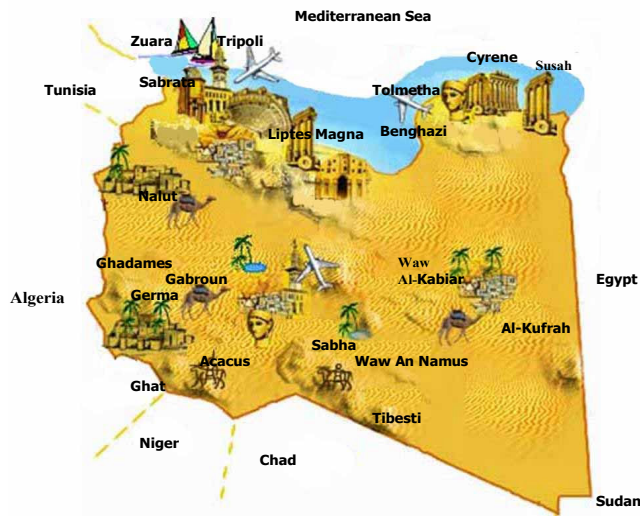 Mediterranean Sea
Zuara
Tripoli
Cyrene
Susah
Sabrata
Tunisia
Tolmetha
Liptes Magna
Benghazi
Nalut
Ghadames
Waw
Al-Kabiar
Gabroun
Egypt
Algeria
Germa
Al-Kufrah
Sabha
Acacus
Waw An Namus
Ghat
Tibesti
Niger
Chad
Sudan